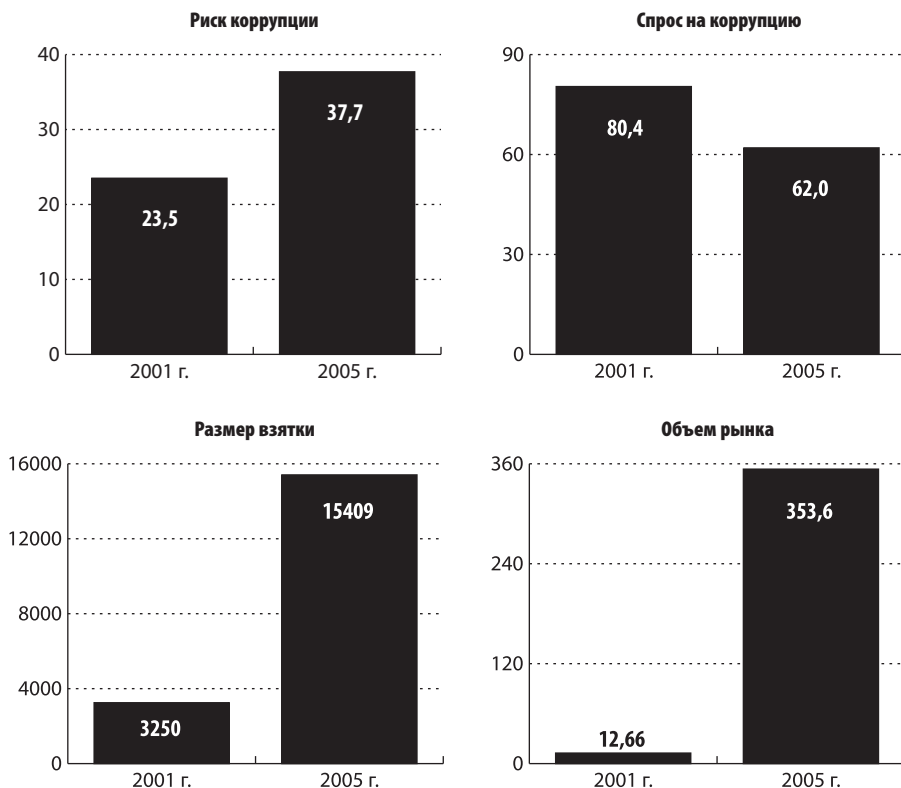 Риск коррупции
40
30
20
10
0
23,5
37,7
2001 г.
2005 г.
Спрос на коррупцию
90
60
30
0
80,4
62,0
2001 г.
2005 г.
Размер взятки
16000
12000
8000
4000
0
3250
15409
2001 г.
2005 г.
Объем рынка
360
240
120
0
12,66
353,6
2001 г.
2005 г.